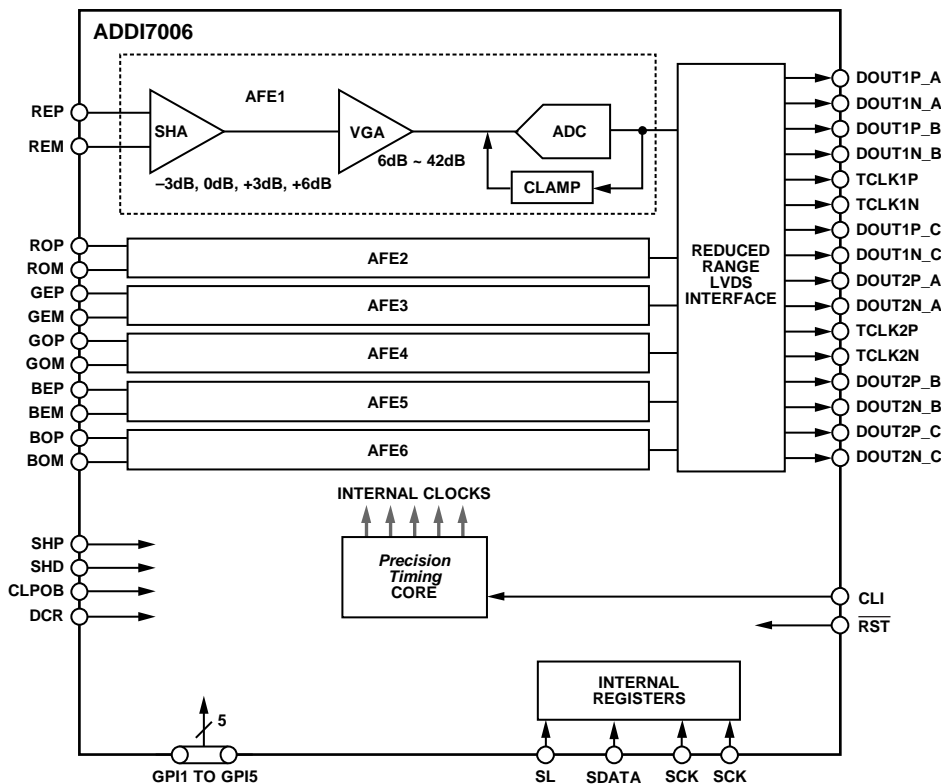 ADDI7006
AFE1
REP
REM
SHA
VGA
ADC
–3dB, 0dB, +3dB, +6dB
6dB ~ 42dB
CLAMP
ROP
ROM
GEP
GEM
GOP
GOM
BEP
BEM
BOP
BOM
AFE2
AFE3
AFE4
AFE5
AFE6
REDUCED
RANGE
LVDS
INTERFACE
DOUT1P_A
DOUT1N_A
DOUT1P_B
DOUT1N_B
TCLK1P
TCLK1N
DOUT1P_C
DOUT1N_C
DOUT2P_A
DOUT2N_A
TCLK2P
TCLK2N
DOUT2P_B
DOUT2N_B
DOUT2P_C
DOUT2N_C
INTERNAL CLOCKS
Precision
Timing
CORE
SHP
SHD
CLPOB
DCR
CLI
RST
INTERNAL
REGISTERS
5
GPI1 TO GPI5
SL
SDATA
SCK
SCK